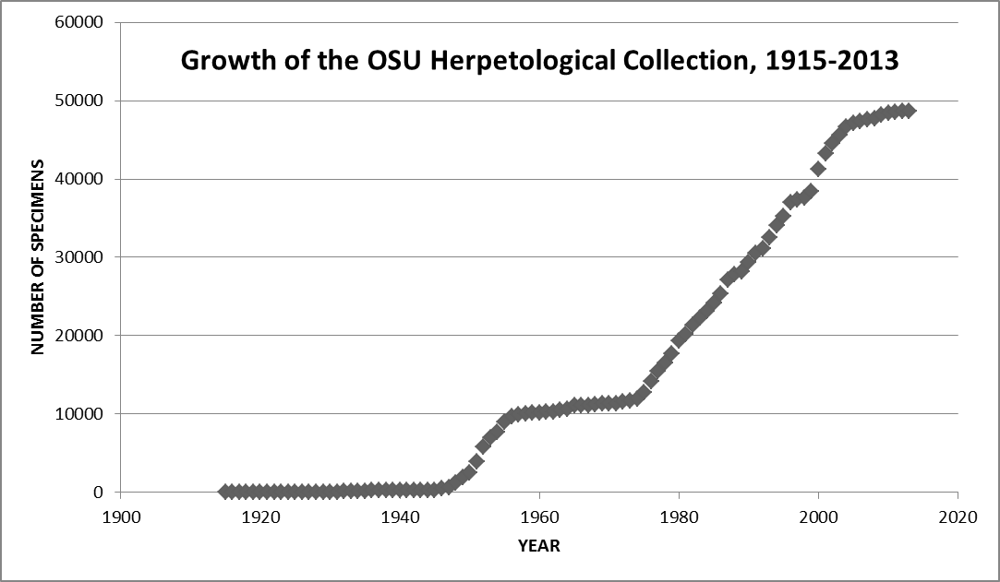 Growth of the OSU Herpetological Collection, 1915-2013
60000
50000
40000
30000
20000
10000
0
NUMBER OF SPECIMENS
1900 1920 1940 1960 1980 2000 2020
YEAR